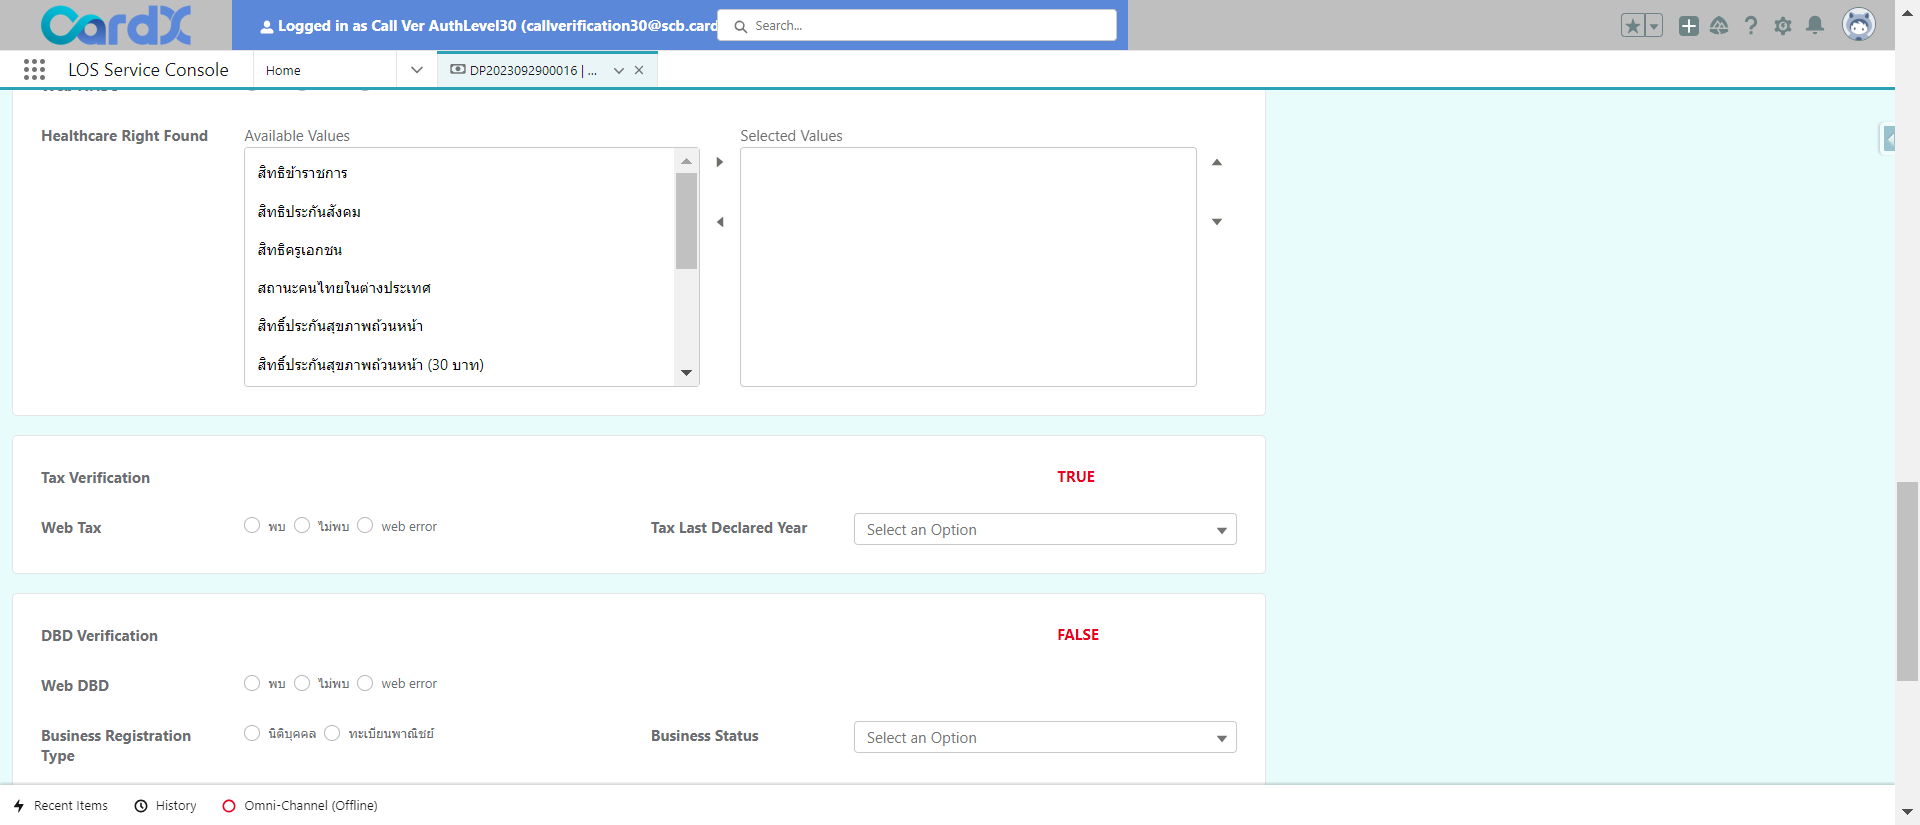 CardX
Logged in as Call Ver AuthLevel30 (callverification30@scb.card
Search...
LOS Service Console
Home
DP2023092900016 | ...
Healthcare Right Found
Available Values
Selected Values
สิทธิข้าราชการ
สิทธิประกันสังคม
สิทธิครูเอกชน
สถานะคนไทยในต่างประเทศ
สิทธิ์ประกันสุขภาพถ้วนหน้า
สิทธิ์ประกันสุขภาพถ้วนหน้า (30 บาท)
Tax Verification
TRUE
Web Tax
พบ ไม่พบ web error
Tax Last Declared Year
Select an Option
DBD Verification
FALSE
Web DBD
พบ ไม่พบ web error
Business Registration
Type
นิติบุคคล ทะเบียนพาณิชย์
Business Status
Select an Option
Recent Items
History
Omni-Channel (Offline)